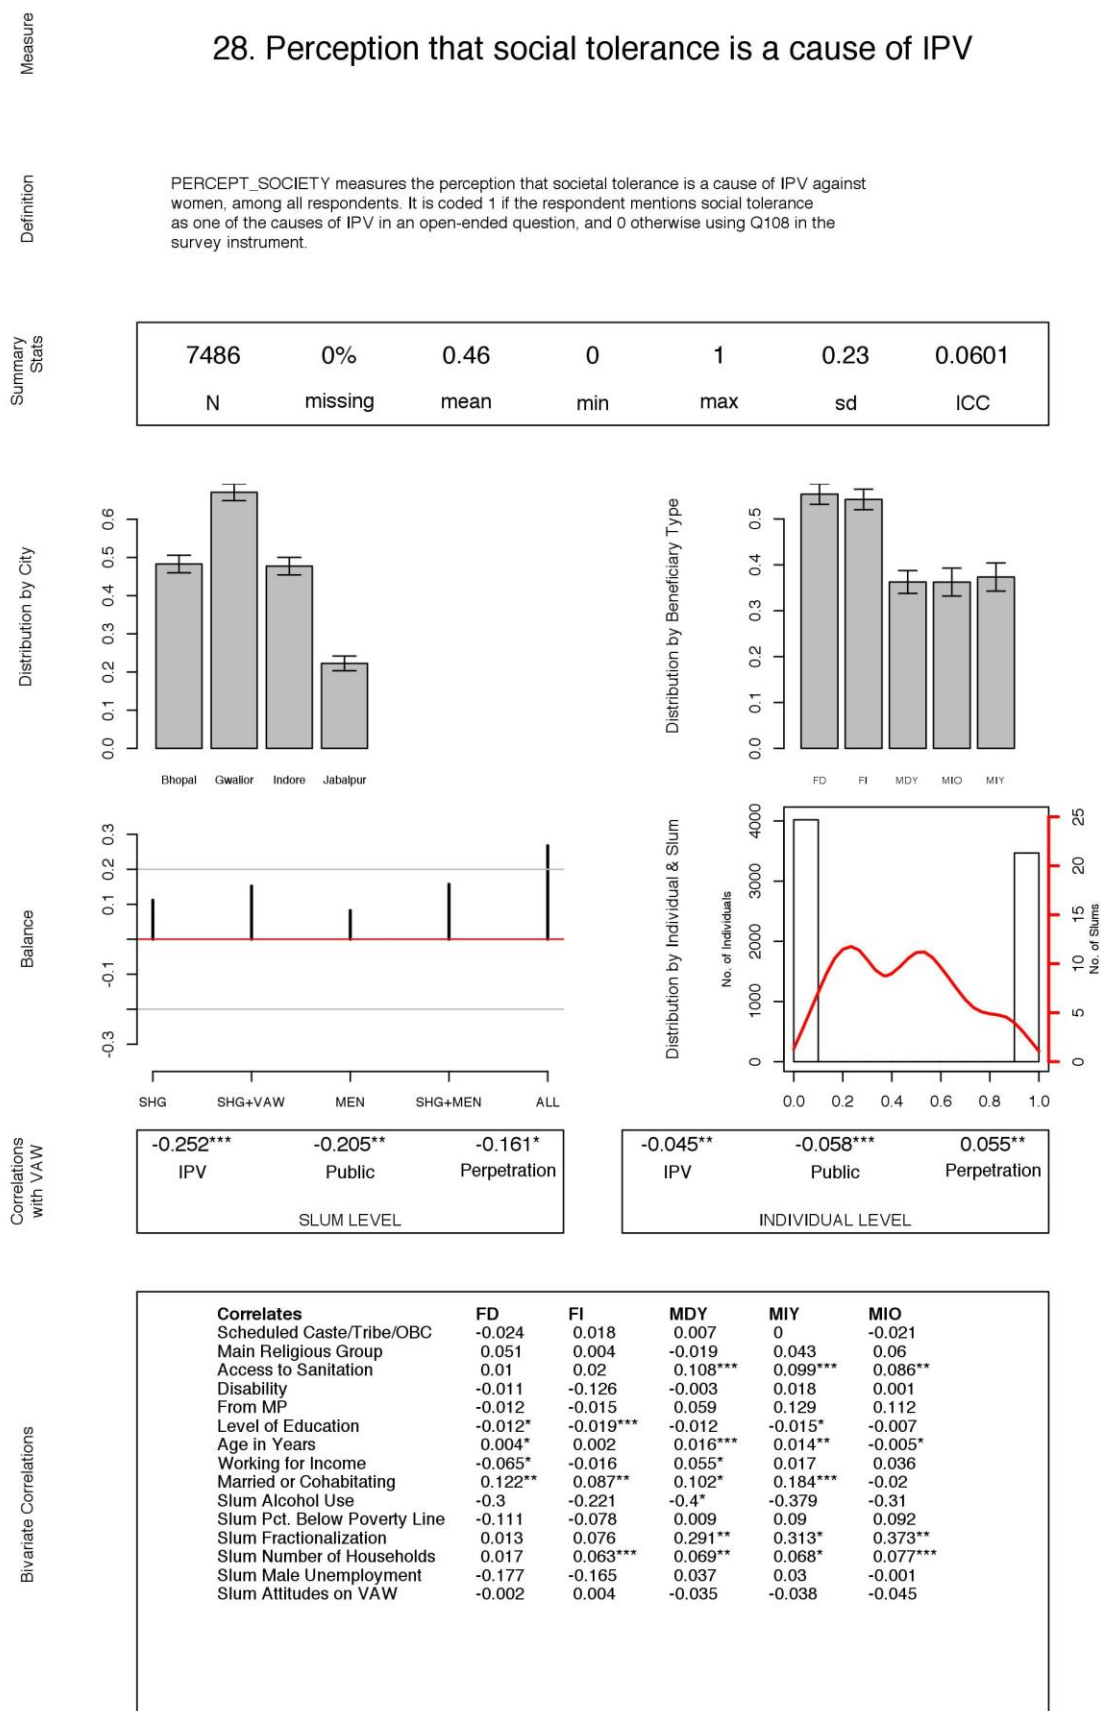 Measure
28. Perception that social tolerance is a cause of IPV
Definition
PERCEPT_SOCIETY measures the perception that societal tolerance is a cause of IPV against
women, among all respondents. It is coded 1 if the respondent mentions social tolerance
as one of the causes of IPV in an open-ended question, and 0 otherwise using Q108 in the
survey instrument.
Summary
Stats
7486 0% 0.46 0 1 0.23 0.0601
N missing mean min max sd ICC
Distribution by City
0.0 0.1 0.2 0.3 0.4 0.5 0.6
Bhopal Gwalior Indore Jabalpur
Distribution by Beneficiary Type
0.0 0.1 0.2 0.3 0.4 0.5
FD FI MDY MIO MIY
Balance
-0.3 -0.1 0.1 0.2 0.3
SHG SHG+VAW MEN SHG+MEN ALL
Distribution by Individual & Slum
No. of Individuals
0 1000 2000 3000 4000
0.0 0.2 0.4 0.6 0.8 1.0
0 5 10 15 20 25
No. of Slums
Correlations
with VAW
-0.252*** -0.205** -0.161*
IPV Public Perpetration
SLUM LEVEL
-0.045** -0.058*** 0.055**
IPV Public Perpetration
INDIVIDUAL LEVEL
Bivariate Correlations
Correlates FD FI MDY MIY MIO
Scheduled Caste/Tribe/OBC -0.024 0.018 0.007 0 -0.021
Main Religious Group 0.051 0.004 -0.019 0.043 0.06
Access to Sanitation 0.01 0.02 0.108*** 0.099*** 0.086**
Disability -0.011 -0.126 -0.003 0.018 0.001
From MP -0.012 -0.015 0.059 0.129 0.112
Level of Education -0.012* -0.019*** -0.012 -0.015* -0.007
Age in Years 0.004* 0.002 0.016*** 0.014** -0.005*
Working for Income -0.065* -0.016 0.055* 0.017 0.036
Married or Cohabitating 0.122** 0.087** 0.102* 0.184*** -0.02
Slum Alcohol Use -0.3 -0.221 -0.4* -0.379 -0.31
Slum Pct. Below Poverty Line -0.111 -0.078 0.009 0.09 0.092
Slum Fractionalization 0.013 0.076 0.291** 0.313* 0.373**
Slum Number of Households 0.017 0.063*** 0.069** 0.068* 0.077***
Slum Male Unemployment -0.177 -0.165 0.037 0.03 -0.001
Slum Attitudes on VAW -0.002 0.004 -0.035 -0.038 -0.045